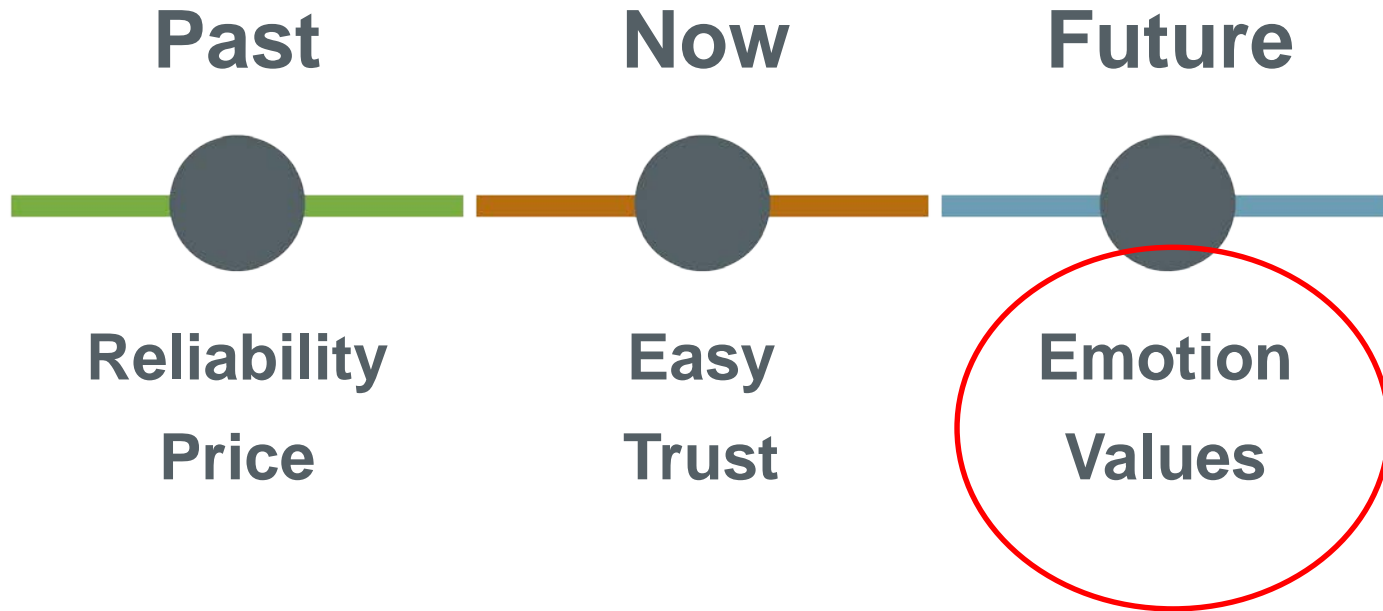 Past
Now
Future
Reliability
Price
Easy
Trust
Emotion
Values